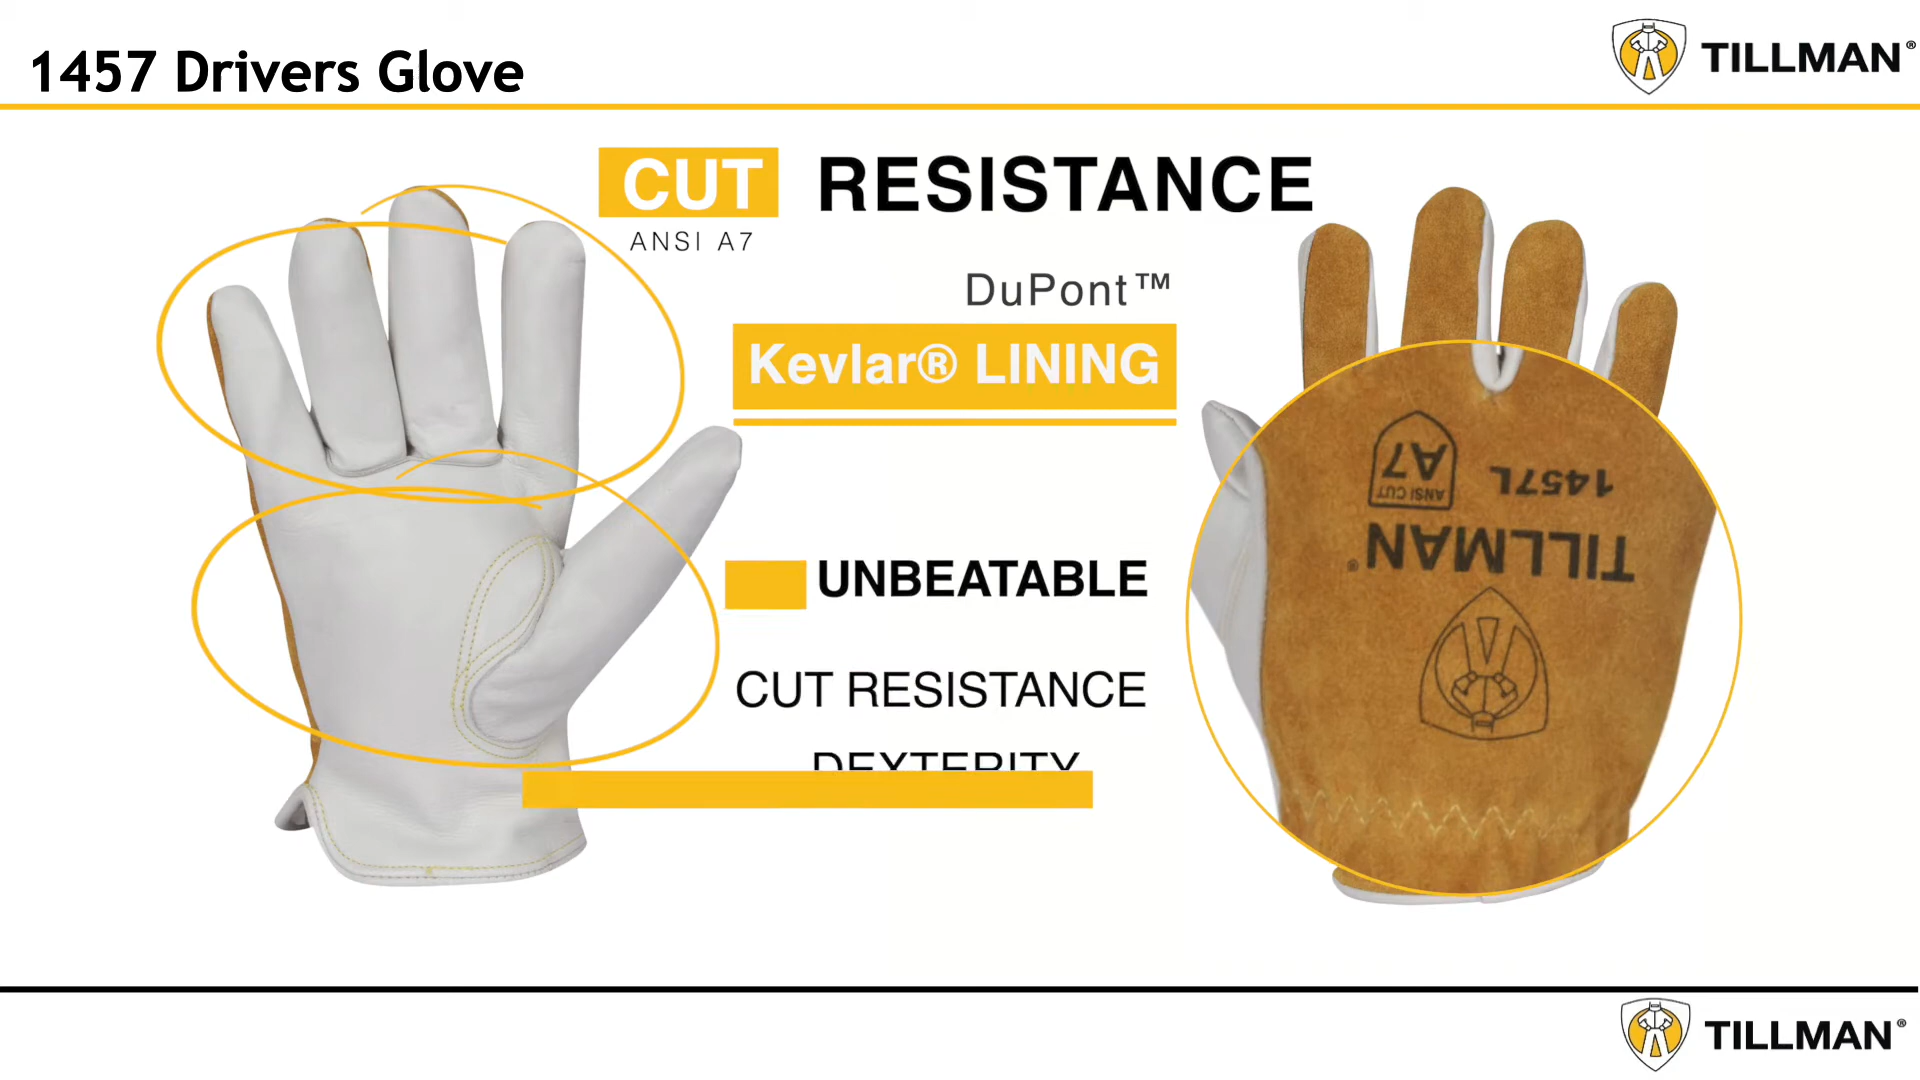 1457 Drivers Glove
TILLMAN®
CUT RESISTANCE
ANSI A7
DuPont™
Kevlar® LINING
UNBEATABLE
CUT RESISTANCE
DEXTERITY
TILLMAN®
1457L
ANSI CUT
A7
TILLMAN®